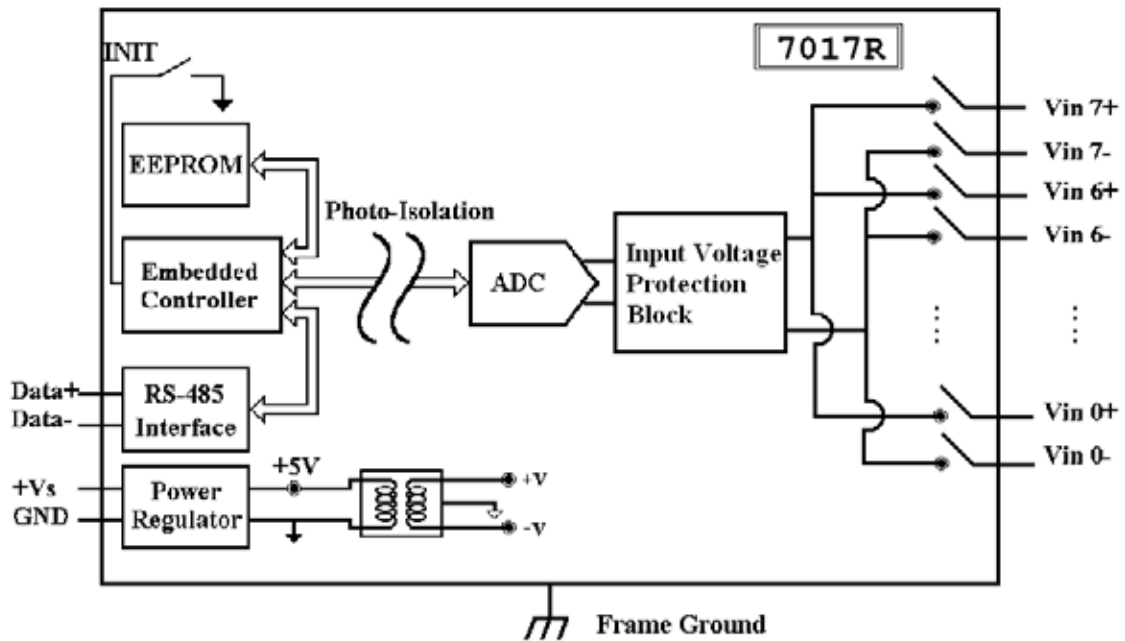 INIT
7017R
EEPROM
Photo-Isolation
Embedded
Controller
ADC
Input Voltage
Protection
Block
Vin 7+
Vin 7-
Vin 6+
Vin 6-
Vin 0+
Vin 0-
Data+
Data-
RS-485
Interface
+Vs
GND
Power
Regulator
+5V
+V
-V
Frame Ground